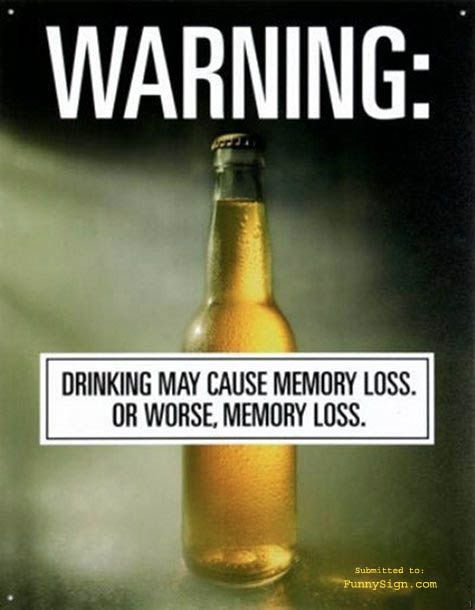 WARNING:
DRINKING MAY CAUSE MEMORY LOSS.
OR WORSE, MEMORY LOSS.
Submitted to:
FunnySign.com